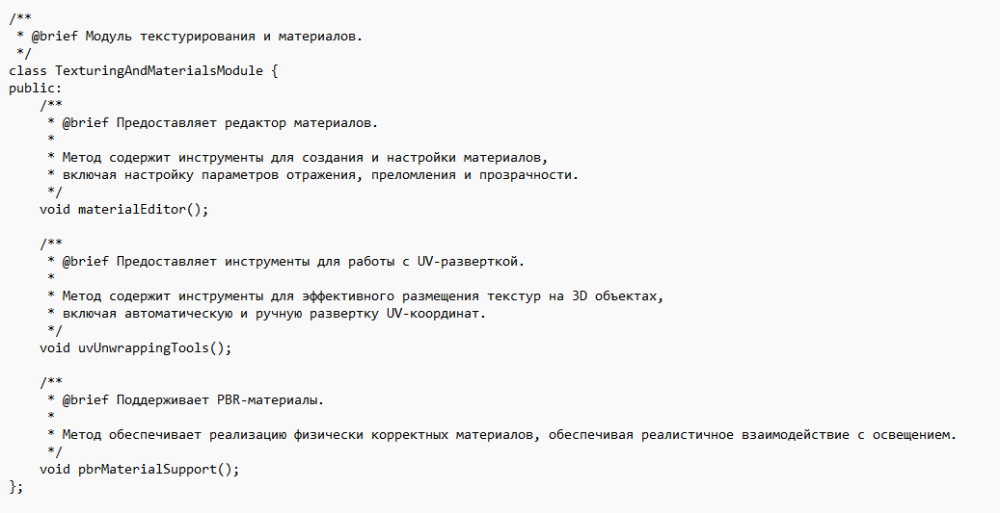 /**
 * @brief Модуль текстурирования и материалов.
 */
class TexturingAndMaterialsModule {
public:
    /**
     * @brief Предоставляет редактор материалов.
     *
     * Метод содержит инструменты для создания и настройки материалов,
     * включая настройку параметров отражения, преломления и прозрачности.
     */
    void materialEditor();

    /**
     * @brief Предоставляет инструменты для работы с UV-разверткой.
     *
     * Метод содержит инструменты для эффективного размещения текстур на 3D объектах,
     * включая автоматическую и ручную развертку UV-координат.
     */
    void uvUnwrappingTools();

    /**
     * @brief Поддерживает PBR-материалы.
     *
     * Метод обеспечивает реализацию физически корректных материалов, обеспечивая реалистичное взаимодействие с освещением.
     */
    void pbrMaterialSupport();
};